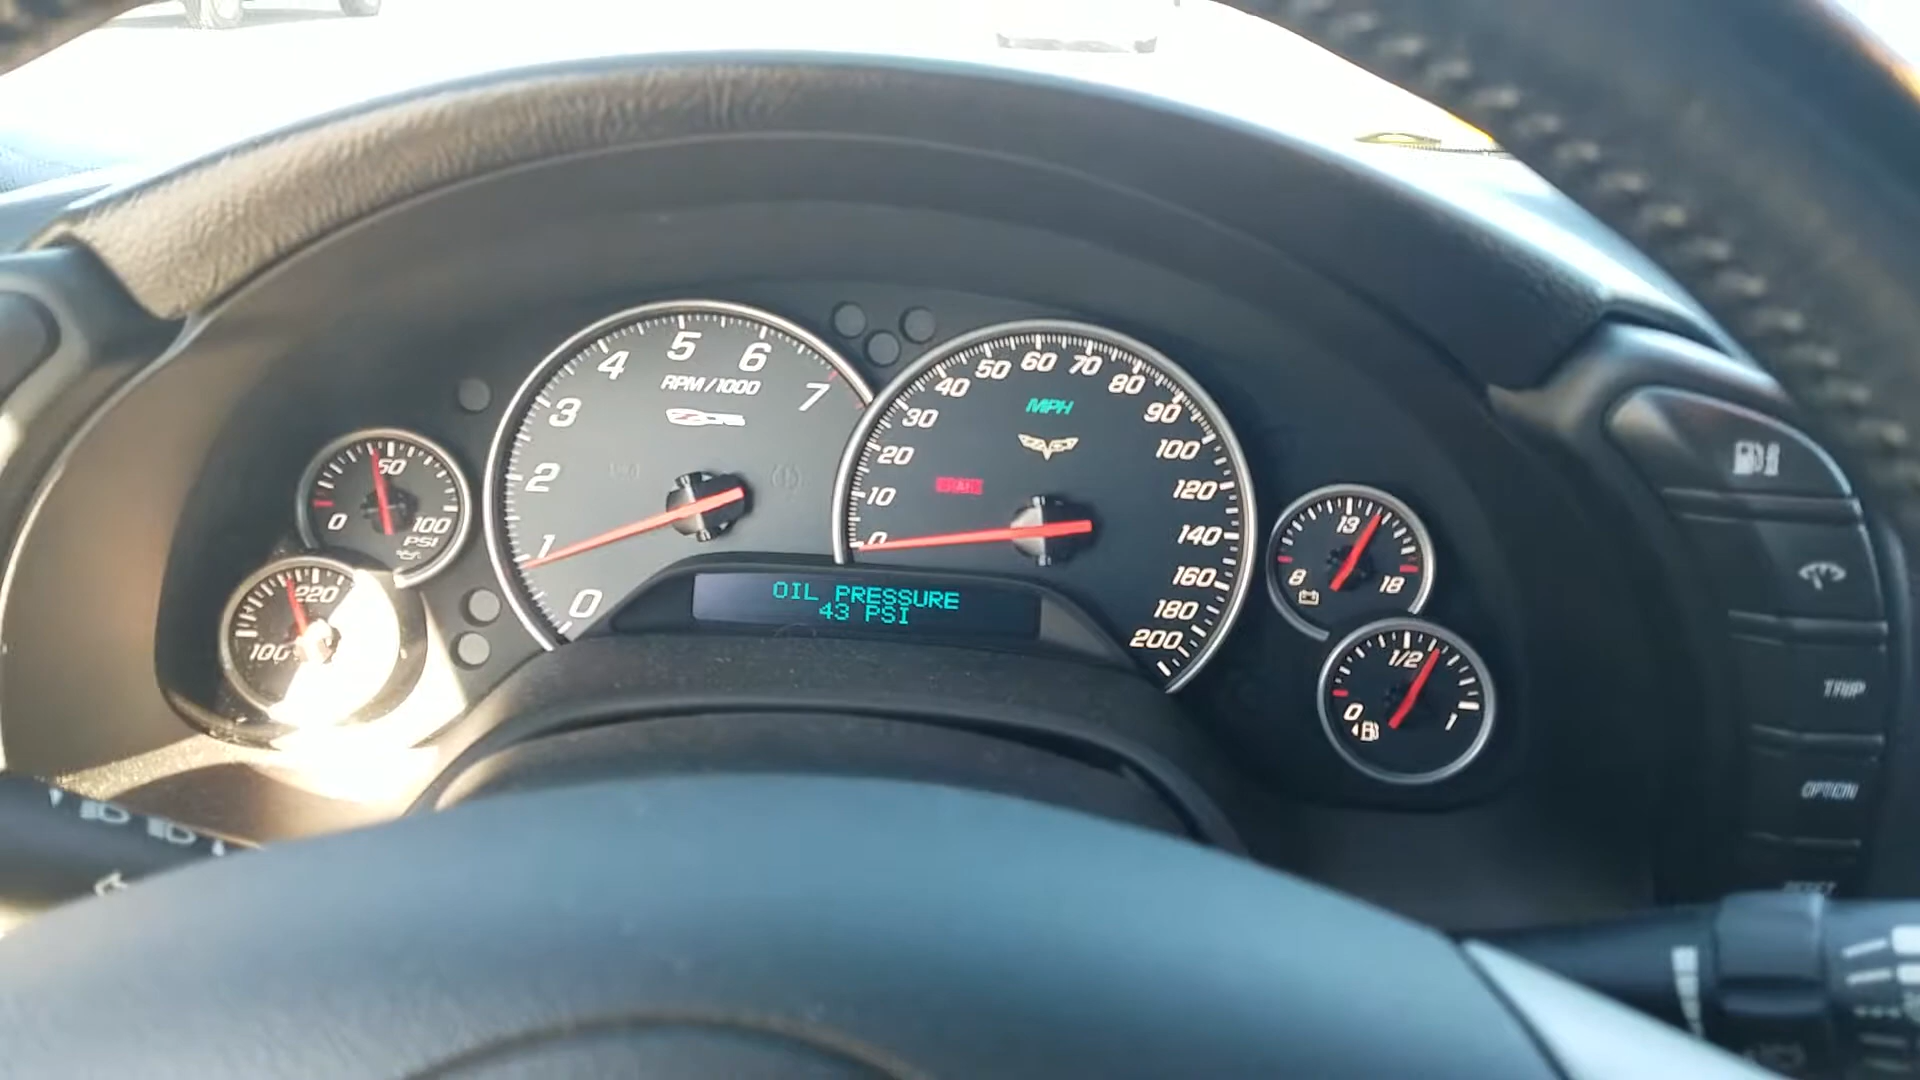 4 5 6
3 7
RPM/1000
2
1
0
50
0 100
PSI
220
100
OIL PRESSURE
43 PSI
50 60 70
40 80
30 90
MPH
20 100
10 120
0 140
160
180
200
13
8 18
1/2
0 1
TRIP
OPTION
RESET